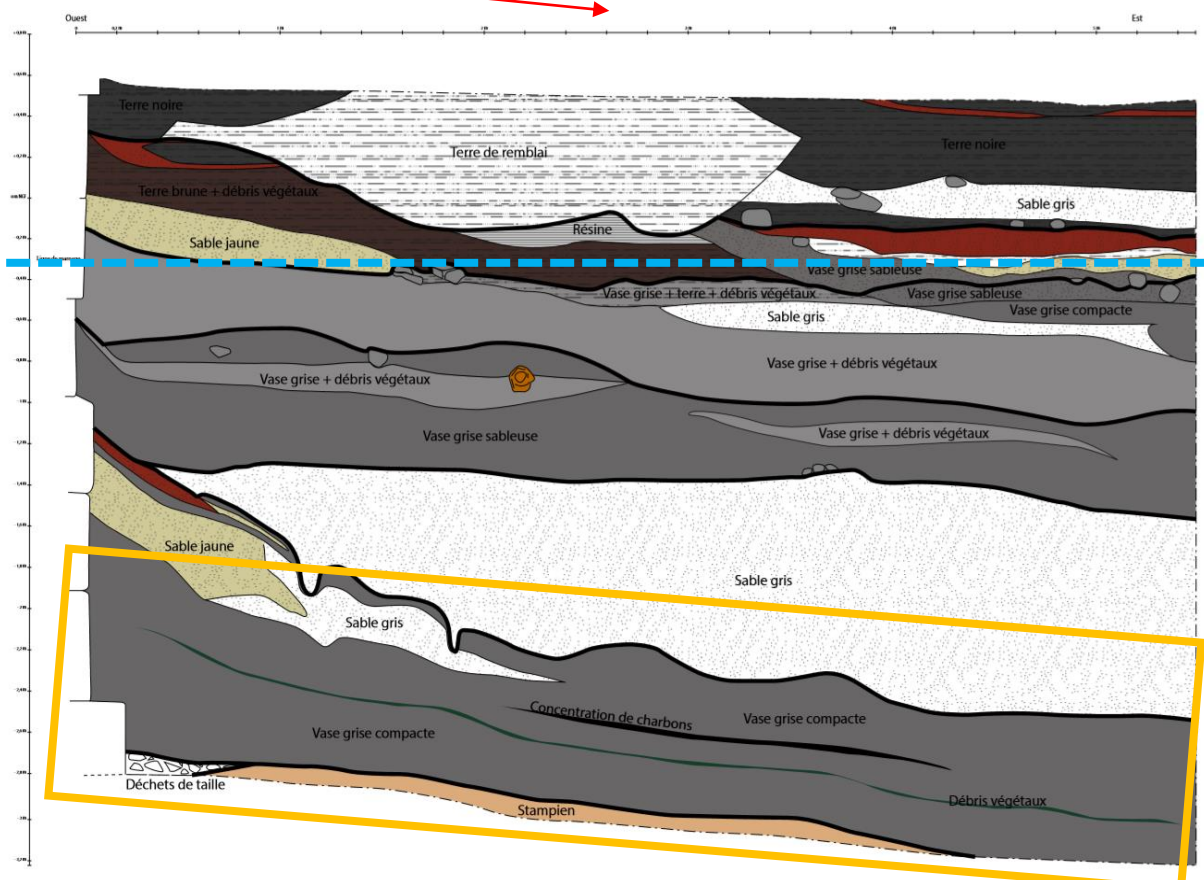 Ouest
Est
Terre noire
Terre de remblai
Terre noire
Terre brune + débris végétaux
Sable gris
Résine
Sable jaune
Vase grise sableuse
Vase grise + terre + débris végétaux
Vase grise sableuse
Sable gris
Vase grise compacte
Vase grise + débris végétaux
Vase grise + débris végétaux
Vase grise sableuse
Vase grise + débris végétaux
Sable jaune
Sable gris
Sable gris
Concentration de charbons
Vase grise compacte
Vase grise compacte
Déchets de taille
Débris végétaux
Stampien